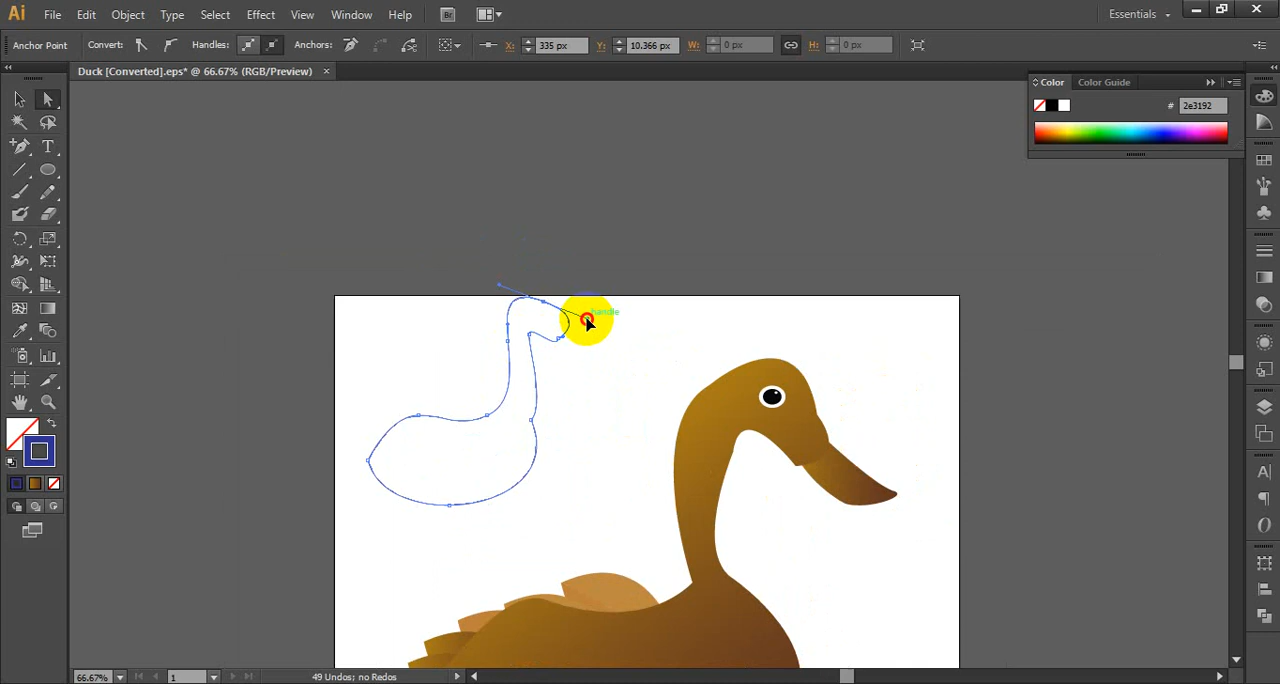 Ai File Edit Object Type Select Effect View Window Help Br Essentials
Anchor Point Convert: Handles: Anchors: X: 335 px Y: 10.366 px W: 0 px H: 0 px
Duck [Converted].eps* @ 66.67% (RGB/Preview) ×
Color Color Guide
# 2e3192
handle
66.67% 1 49 Undos; no Redos